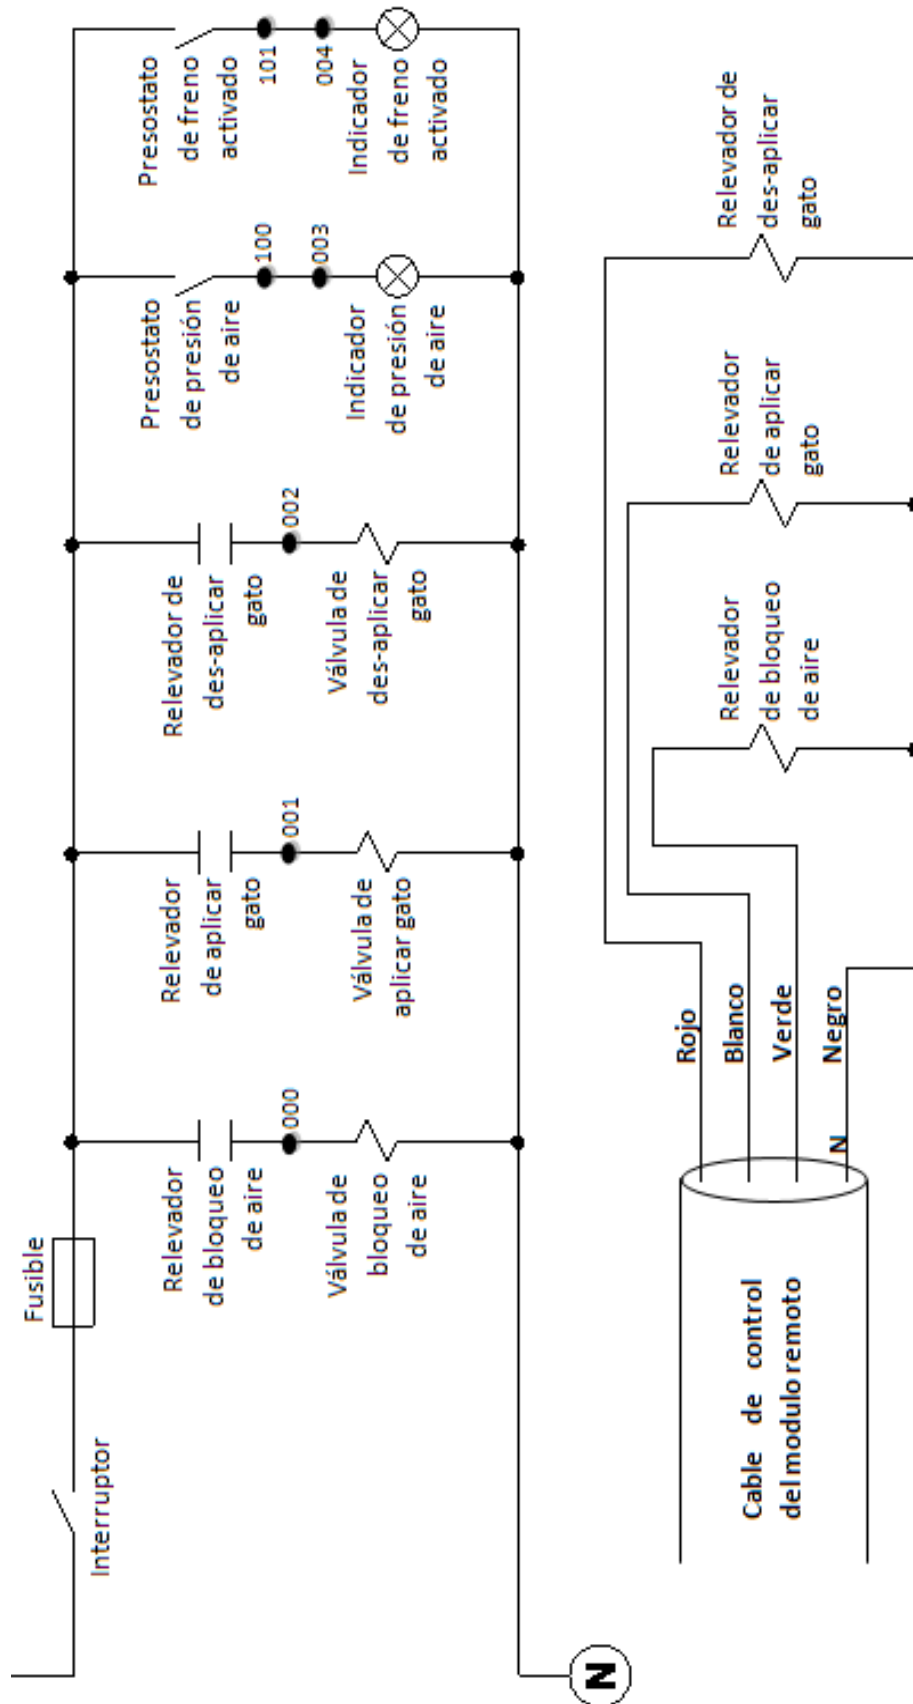 Interruptor
Fusible
Relevador
de bloqueo
de aire
000
Válvula de
bloqueo
de aire
Relevador
de aplicar
gato
001
Válvula de
aplicar gato
Relevador de
des-aplicar
gato
002
Válvula de
des-aplicar
gato
Presostato
de presión
de aire
100
003
Indicador
de presión
de aire
Presostato
de freno
activado
101
004
Indicador
de freno
activado
N
Cable de control
del modulo remoto
Rojo
Blanco
Verde
Negro
N
Relevador
de bloqueo
de aire
Relevador
de aplicar
gato
Relevador de
des-aplicar
gato